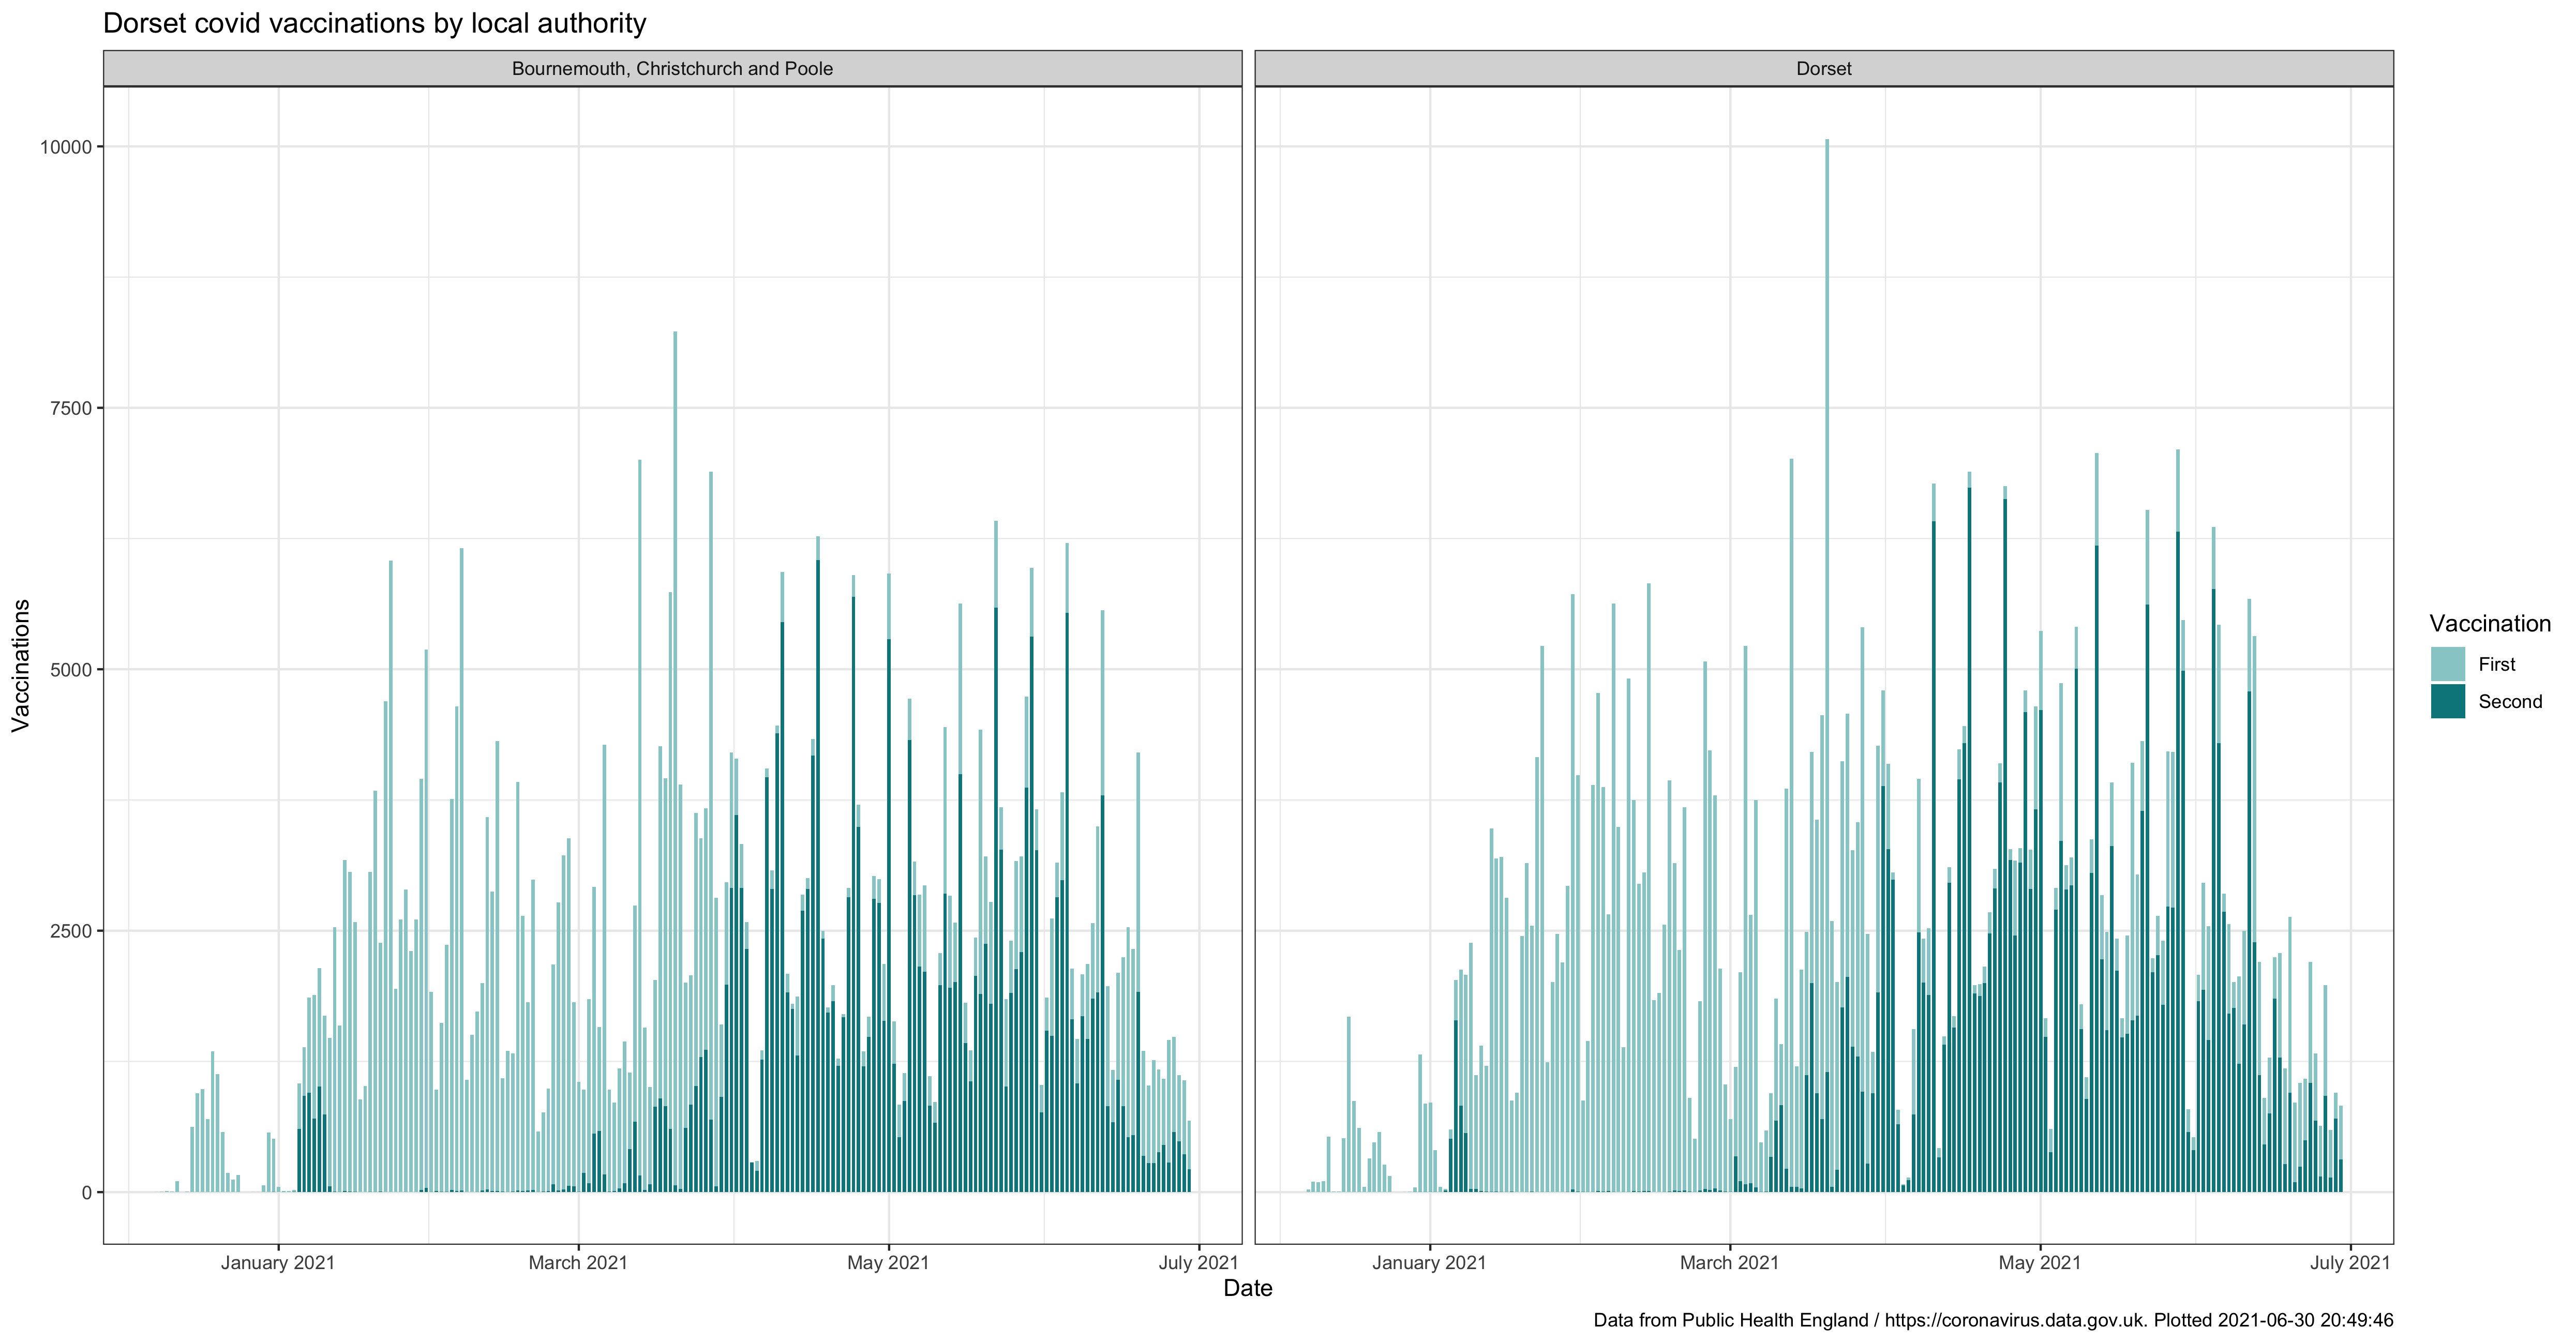 Dorset covid vaccinations by local authority
Bournemouth, Christchurch and Poole
Dorset
10000
7500
5000
2500
0
Vaccinations
January 2021
March 2021
May 2021
July 2021
January 2021
March 2021
May 2021
July 2021
Date
Vaccination
First
Second
Data from Public Health England / https://coronavirus.data.gov.uk. Plotted 2021-06-30 20:49:46